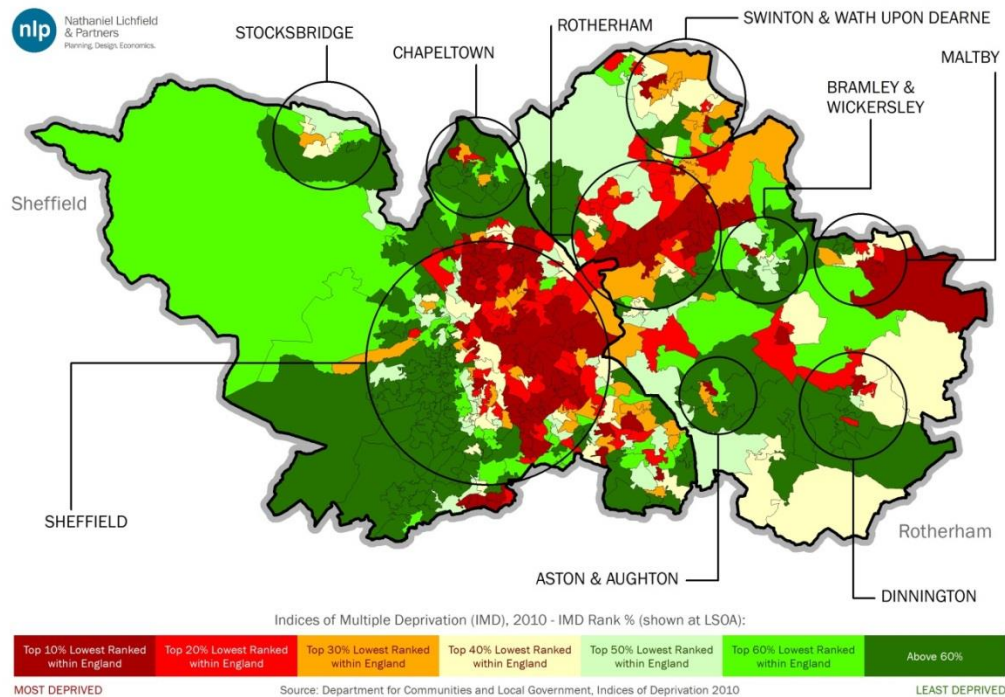 nlp
Nathaniel Lichfield
& Partners
Planning. Design. Economics.
STOCKSBRIDGE
CHAPELTOWN
ROTHERHAM
SWINTON & WATH UPON DEARNE
MALTBY
BRAMLEY &
WICKERSLEY
Sheffield
SHEFFIELD
Rotherham
ASTON & AUGHTON
DINNINGTON
Indices of Multiple Deprivation (IMD), 2010 - IMD Rank % (shown at LSOA):
Top 10% Lowest Ranked
within England
Top 20% Lowest Ranked
within England
Top 30% Lowest Ranked
within England
Top 40% Lowest Ranked
within England
Top 50% Lowest Ranked
within England
Top 60% Lowest Ranked
within England
Above 60%
MOST DEPRIVED
Source: Department for Communities and Local Government, Indices of Deprivation 2010
LEAST DEPRIVED